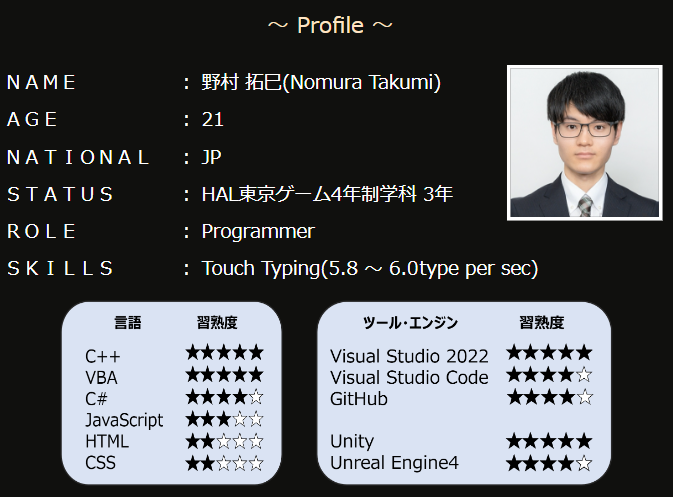 ～ Profile ～
NAME : 野村 拓巳(Nomura Takumi)
AGE : 21
NATIONAL : JP
STATUS : HAL東京ゲーム4年制学科 3年
ROLE : Programmer
SKILLS : Touch Typing(5.8 ～ 6.0type per sec)
言語 習熟度
C++ ★★★★★
VBA ★★★★★
C# ★★★★☆
JavaScript ★★★☆☆
HTML ★★☆☆☆
CSS ★★☆☆☆
ツール・エンジン 習熟度
Visual Studio 2022 ★★★★★
Visual Studio Code ★★★★☆
GitHub ★★★★☆
Unity ★★★★★
Unreal Engine4 ★★★★☆